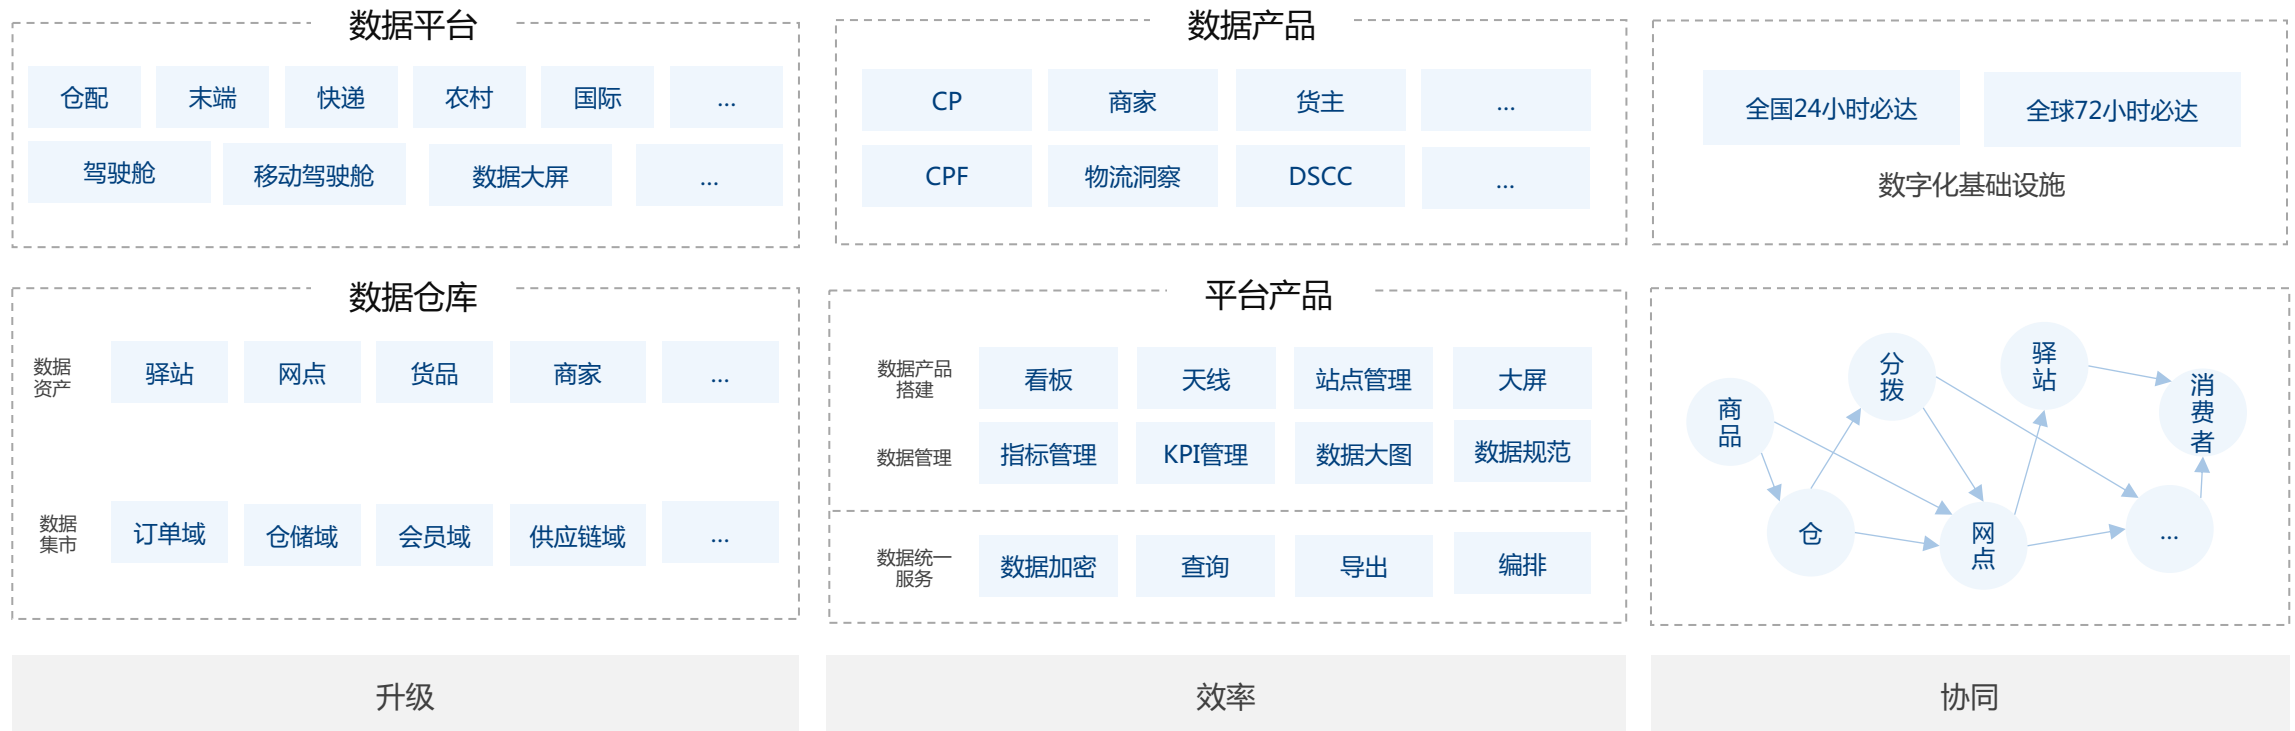 数据平台
仓配
末端
快递
农村
国际
...
驾驶舱
移动驾驶舱
数据大屏
...
数据产品
CP
商家
货主
...
CPF
物流洞察
DSCC
...
全国24小时必达
全球72小时必达
数字化基础设施
数据仓库
数据
资产
驿站
网点
货品
商家
...
数据
集市
订单域
仓储域
会员域
供应链域
...
平台产品
数据产品
搭建
看板
天线
站点管理
大屏
数据管理
指标管理
KPI管理
数据大图
数据规范
数据统一
服务
数据加密
查询
导出
编排
商
品
分
拨
驿
站
消
费
者
仓
网
点
...
升级
效率
协同